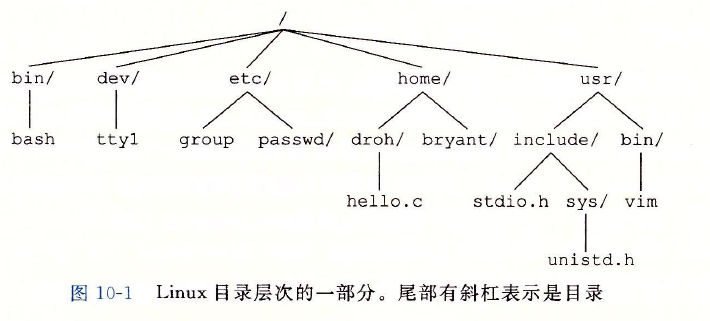 /
bin/ dev/ etc/ home/ usr/
bash tty1 group passwd/ droh/ bryant/ include/ bin/
hello.c stdio.h sys/ vim
unistd.h
图 10-1 Linux 目录层次的一部分。尾部有斜杠表示是目录